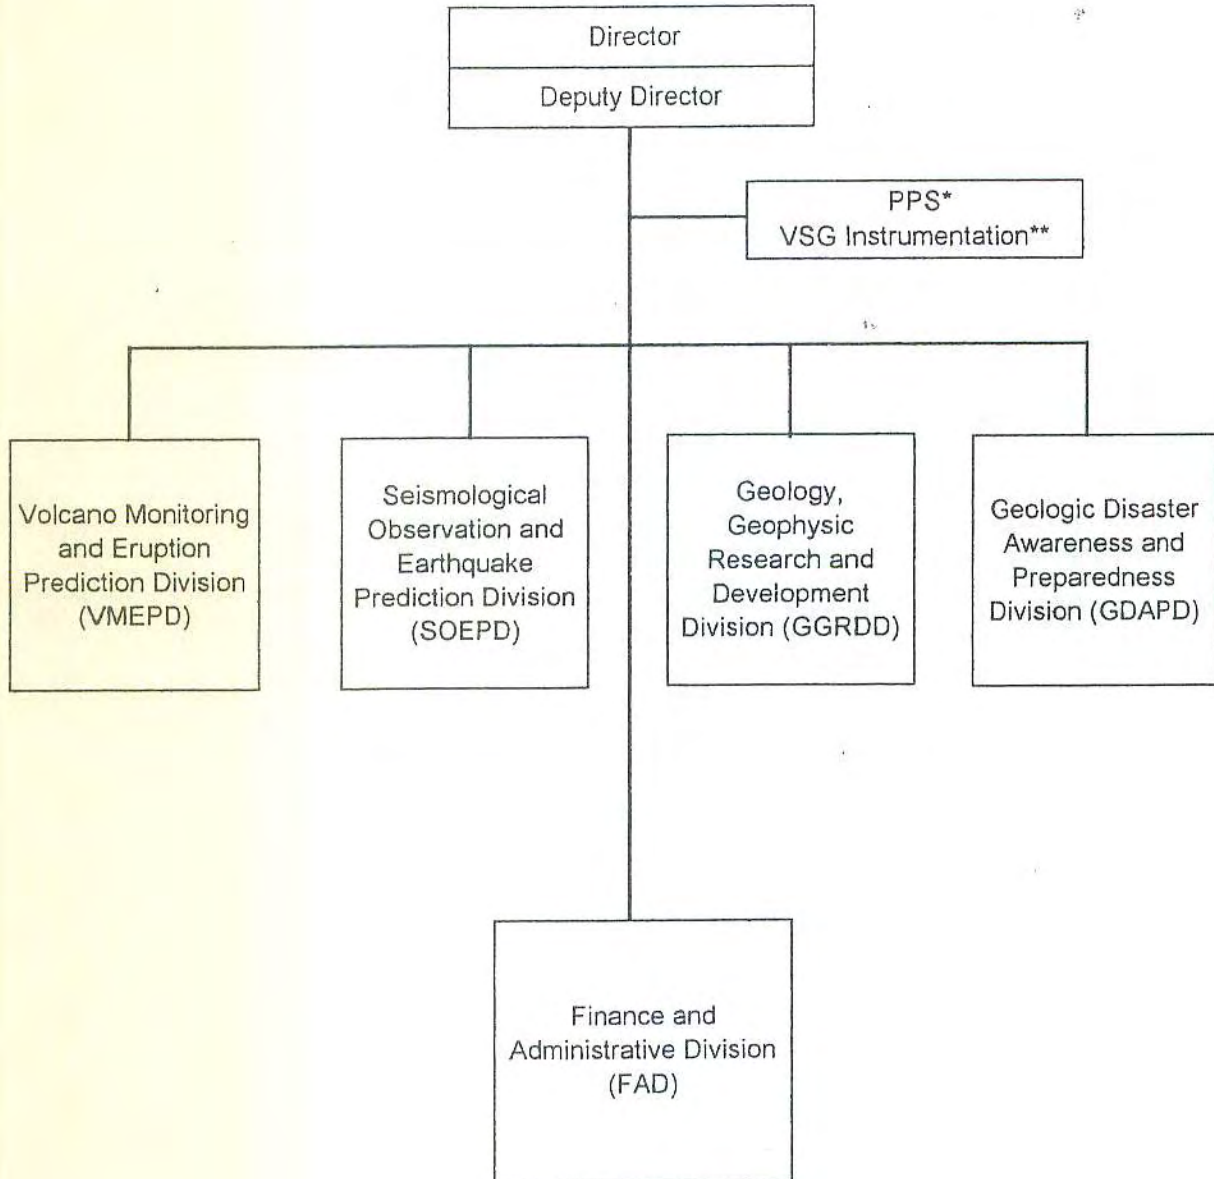 Director
Deputy Director
PPS*
VSG Instrumentation**
Volcano Monitoring
and Eruption
Prediction Division
(VMEPD)
Seismological
Observation and
Earthquake
Prediction Division
(SOEPD)
Geology,
Geophysic
Research and
Development
Division (GGRDD)
Geologic Disaster
Awareness and
Preparedness
Division (GDAPD)
Finance and
Administrative Division
(FAD)